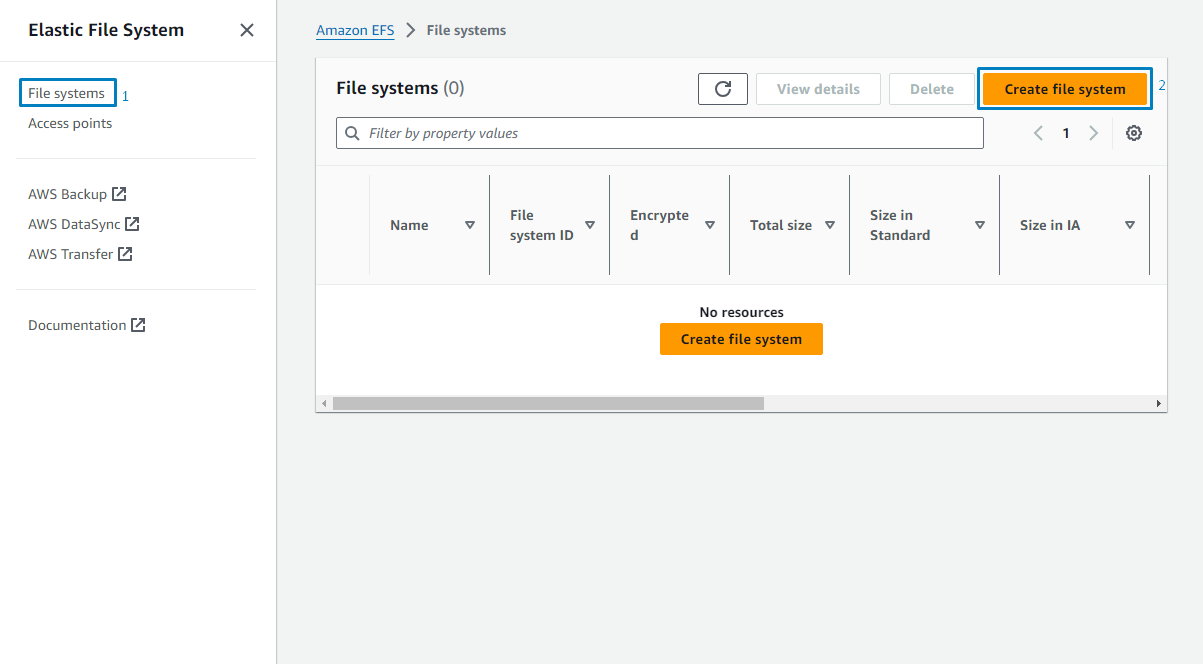 Elastic File System
File systems
1
Access points
AWS Backup
AWS DataSync
AWS Transfer
Documentation
Amazon EFS
File systems
File systems (0)
View details
Delete
Create file system
2
Filter by property values
1
Name
File
system ID
Encrypte
d
Total size
Size in
Standard
Size in IA
No resources
Create file system